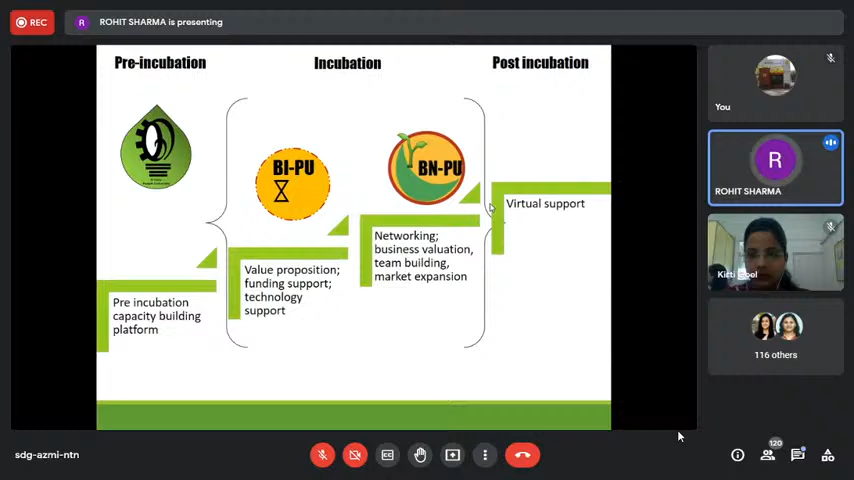 REC
R
ROHIT SHARMA is presenting
Pre-incubation
Incubation
Post incubation
BI-PU
BN-PU
Virtual support
Networking;
business valuation,
team building,
market expansion
Value proposition;
funding support;
technology
support
Pre incubation
capacity building
platform
You
R
ROHIT SHARMA
116 others
sdg-azmi-ntn
CC
120